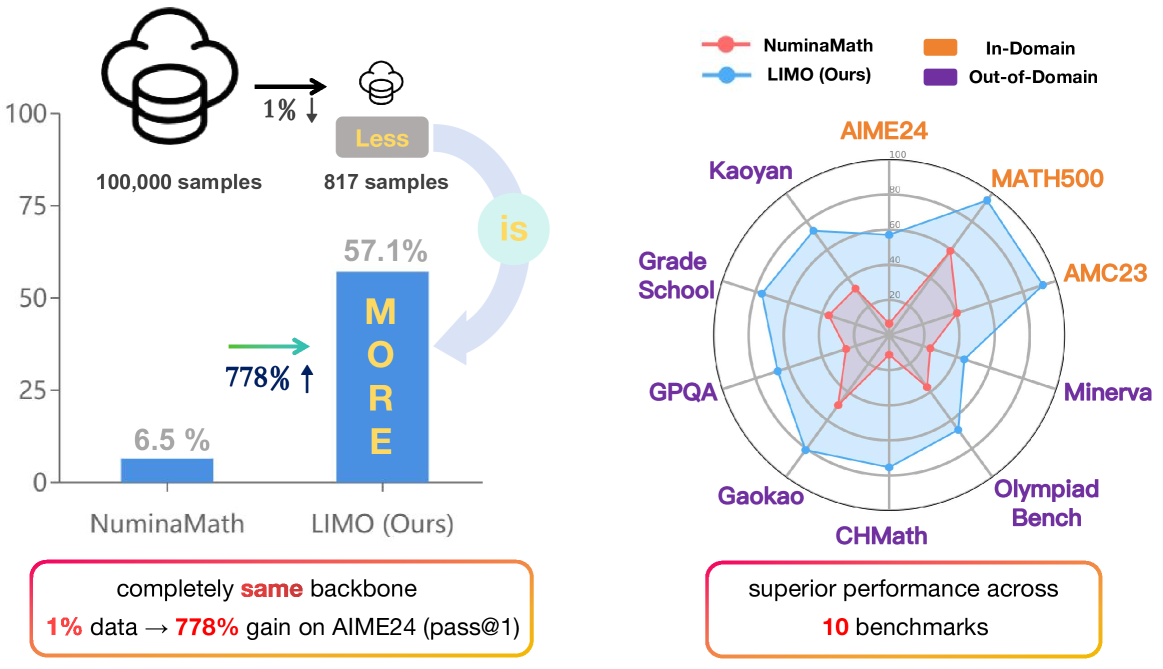 1% ↓
Less
100,000 samples
817 samples
is
100
75
50
25
0
6.5 %
57.1%
M
O
R
E
778% ↑
NuminaMath
LIMO (Ours)
completely same backbone
1% data → 778% gain on AIME24 (pass@1)
NuminaMath
LIMO (Ours)
In-Domain
Out-of-Domain
AIME24
MATH500
AMC23
Minerva
Olympiad
Bench
CHMath
Gaokao
GPQA
Grade
School
Kaoyan
100
80
60
40
20
superior performance across
10 benchmarks